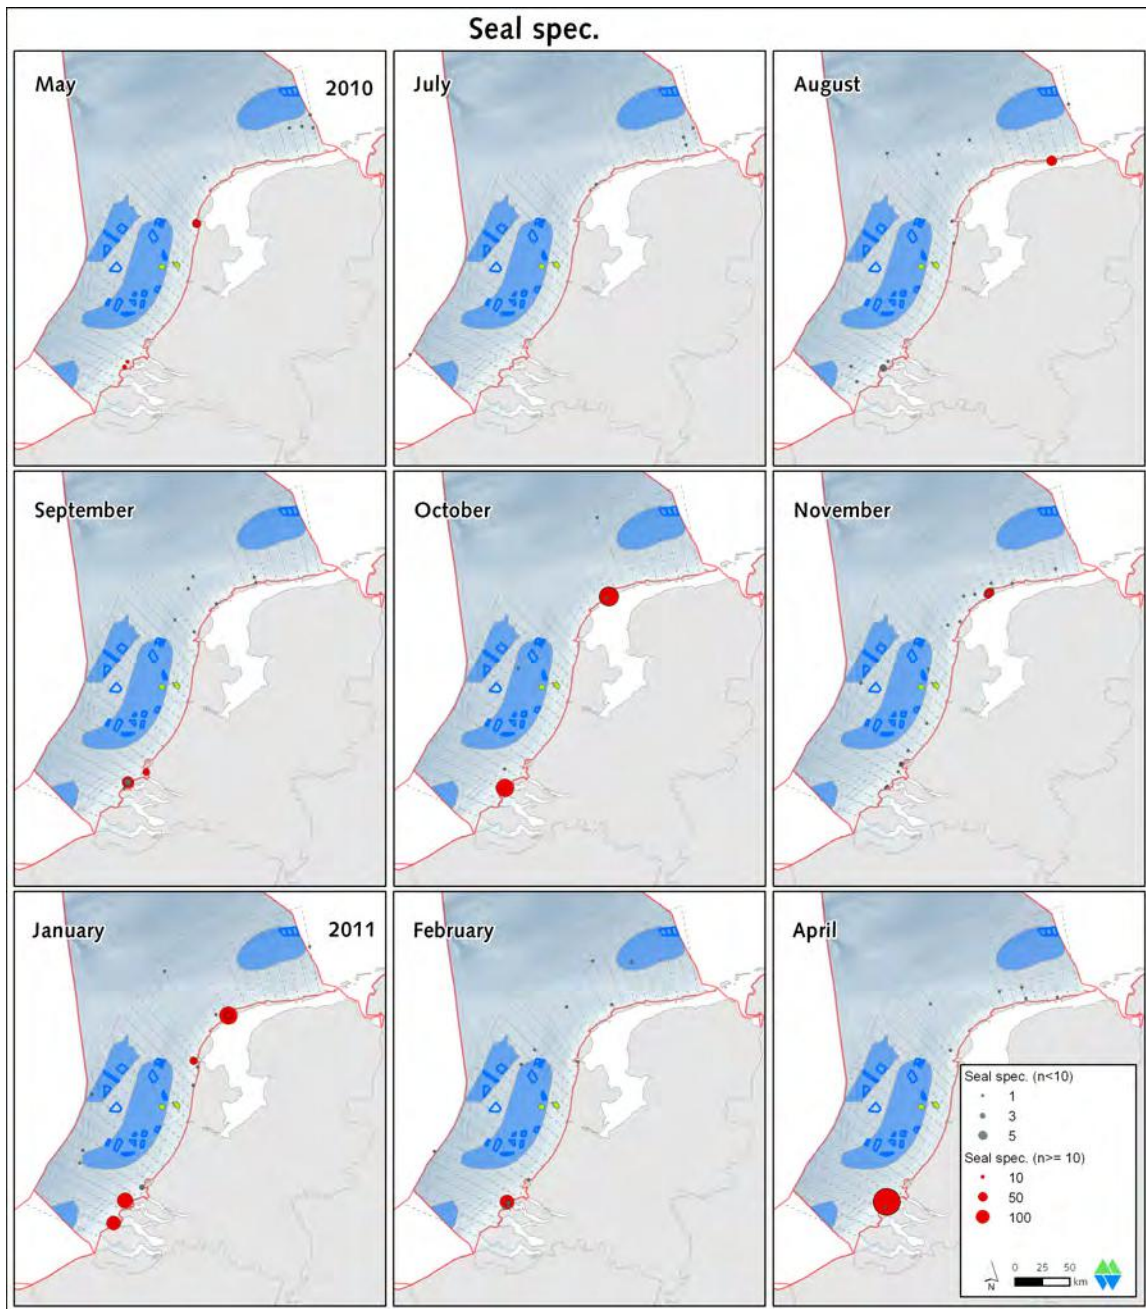 Seal spec.
May 2010
July
August
September
October
November
January 2011
February
April
Seal spec. (n<10)
1
3
5
Seal spec. (n>= 10)
10
50
100
N
0 25 50
km